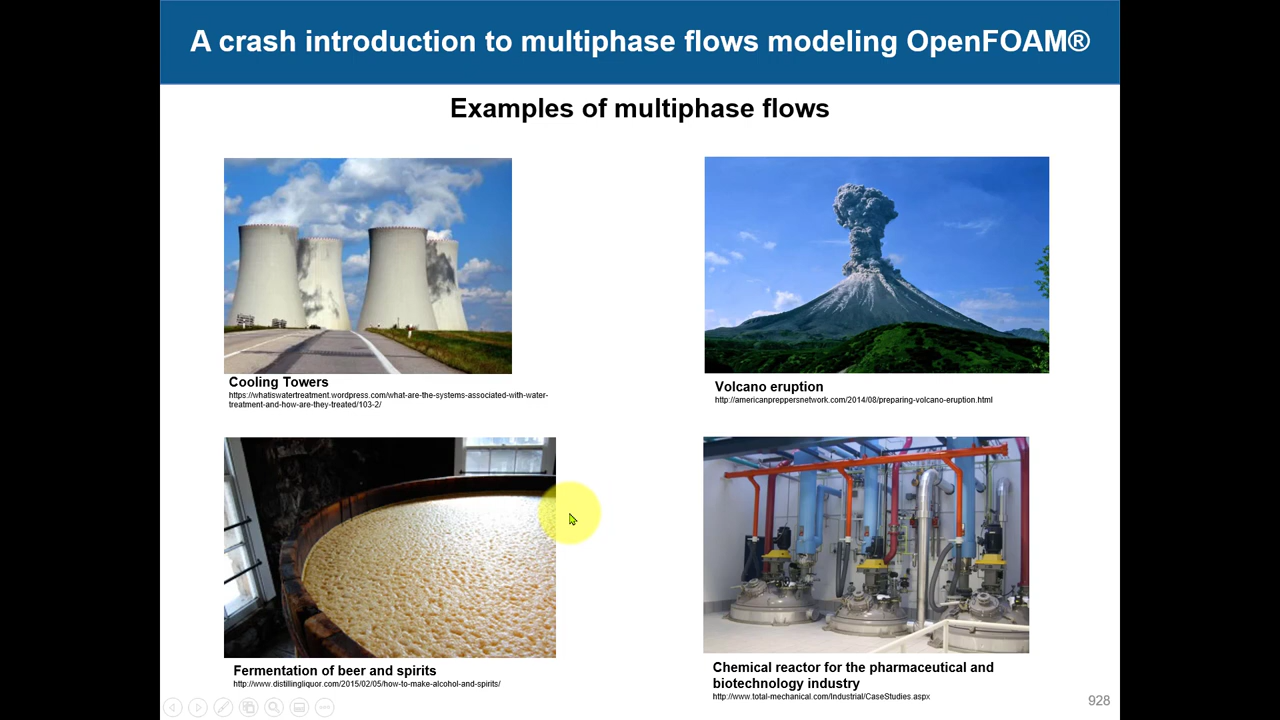 A crash introduction to multiphase flows modeling OpenFOAM®
Examples of multiphase flows
Cooling Towers
https://whatiswatertreatment.wordpress.com/what-are-the-systems-associated-with-water-
treatment-and-how-are-they-treated/103-2/
Volcano eruption
http://americanpreppersnetwork.com/2014/08/preparing-volcano-eruption.html
Fermentation of beer and spirits
http://www.distillingliquor.com/2015/02/05/how-to-make-alcohol-and-spirits/
Chemical reactor for the pharmaceutical and
biotechnology industry
http://www.total-mechanical.com/Industrial/CaseStudies.aspx
928